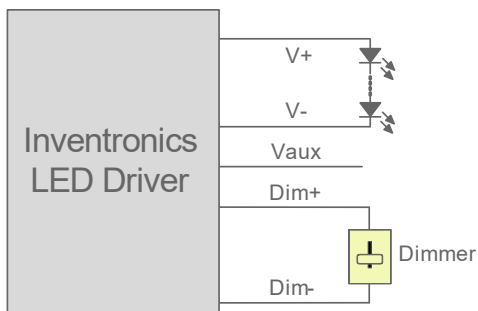 Inventronics
LED Driver
V+
V-
Vaux
Dim+
Dimmer
Dim-